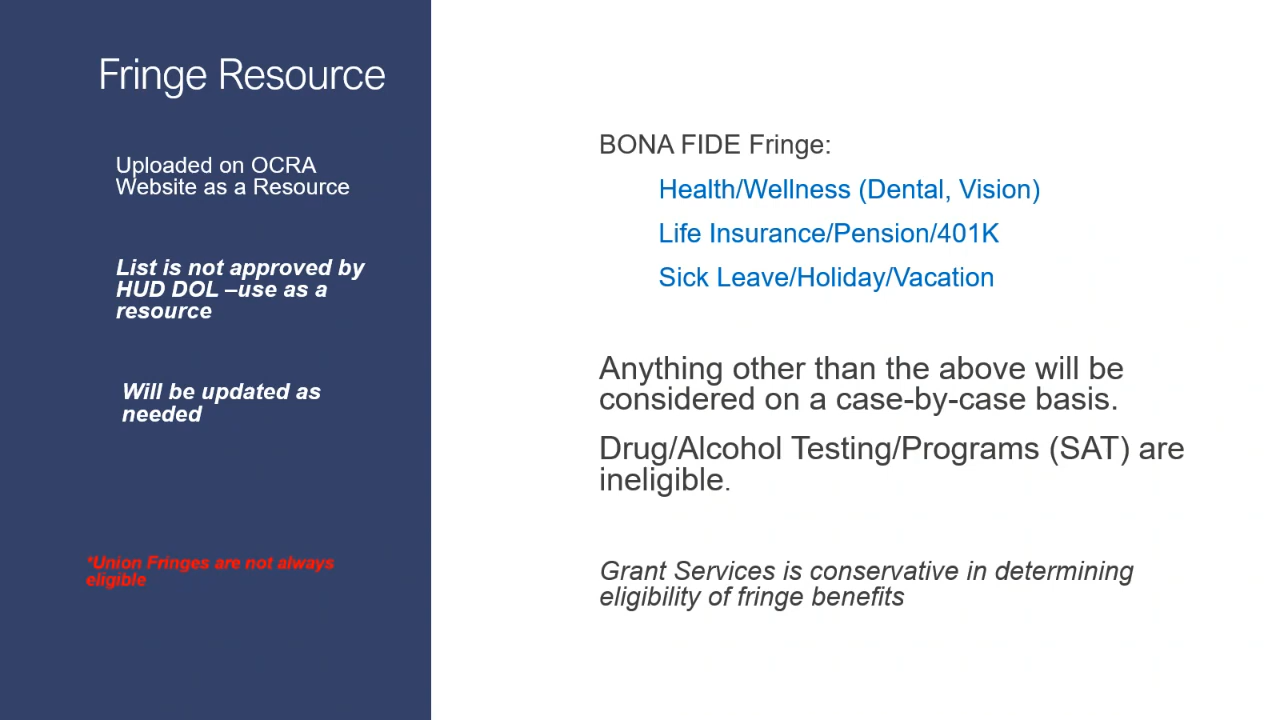 Fringe Resource
Uploaded on OCRA
Website as a Resource
List is not approved by
HUD DOL –use as a
resource
Will be updated as
needed
*Union Fringes are not always
eligible
BONA FIDE Fringe:
Health/Wellness (Dental, Vision)
Life Insurance/Pension/401K
Sick Leave/Holiday/Vacation
Anything other than the above will be
considered on a case-by-case basis.
Drug/Alcohol Testing/Programs (SAT) are
ineligible.
Grant Services is conservative in determining
eligibility of fringe benefits